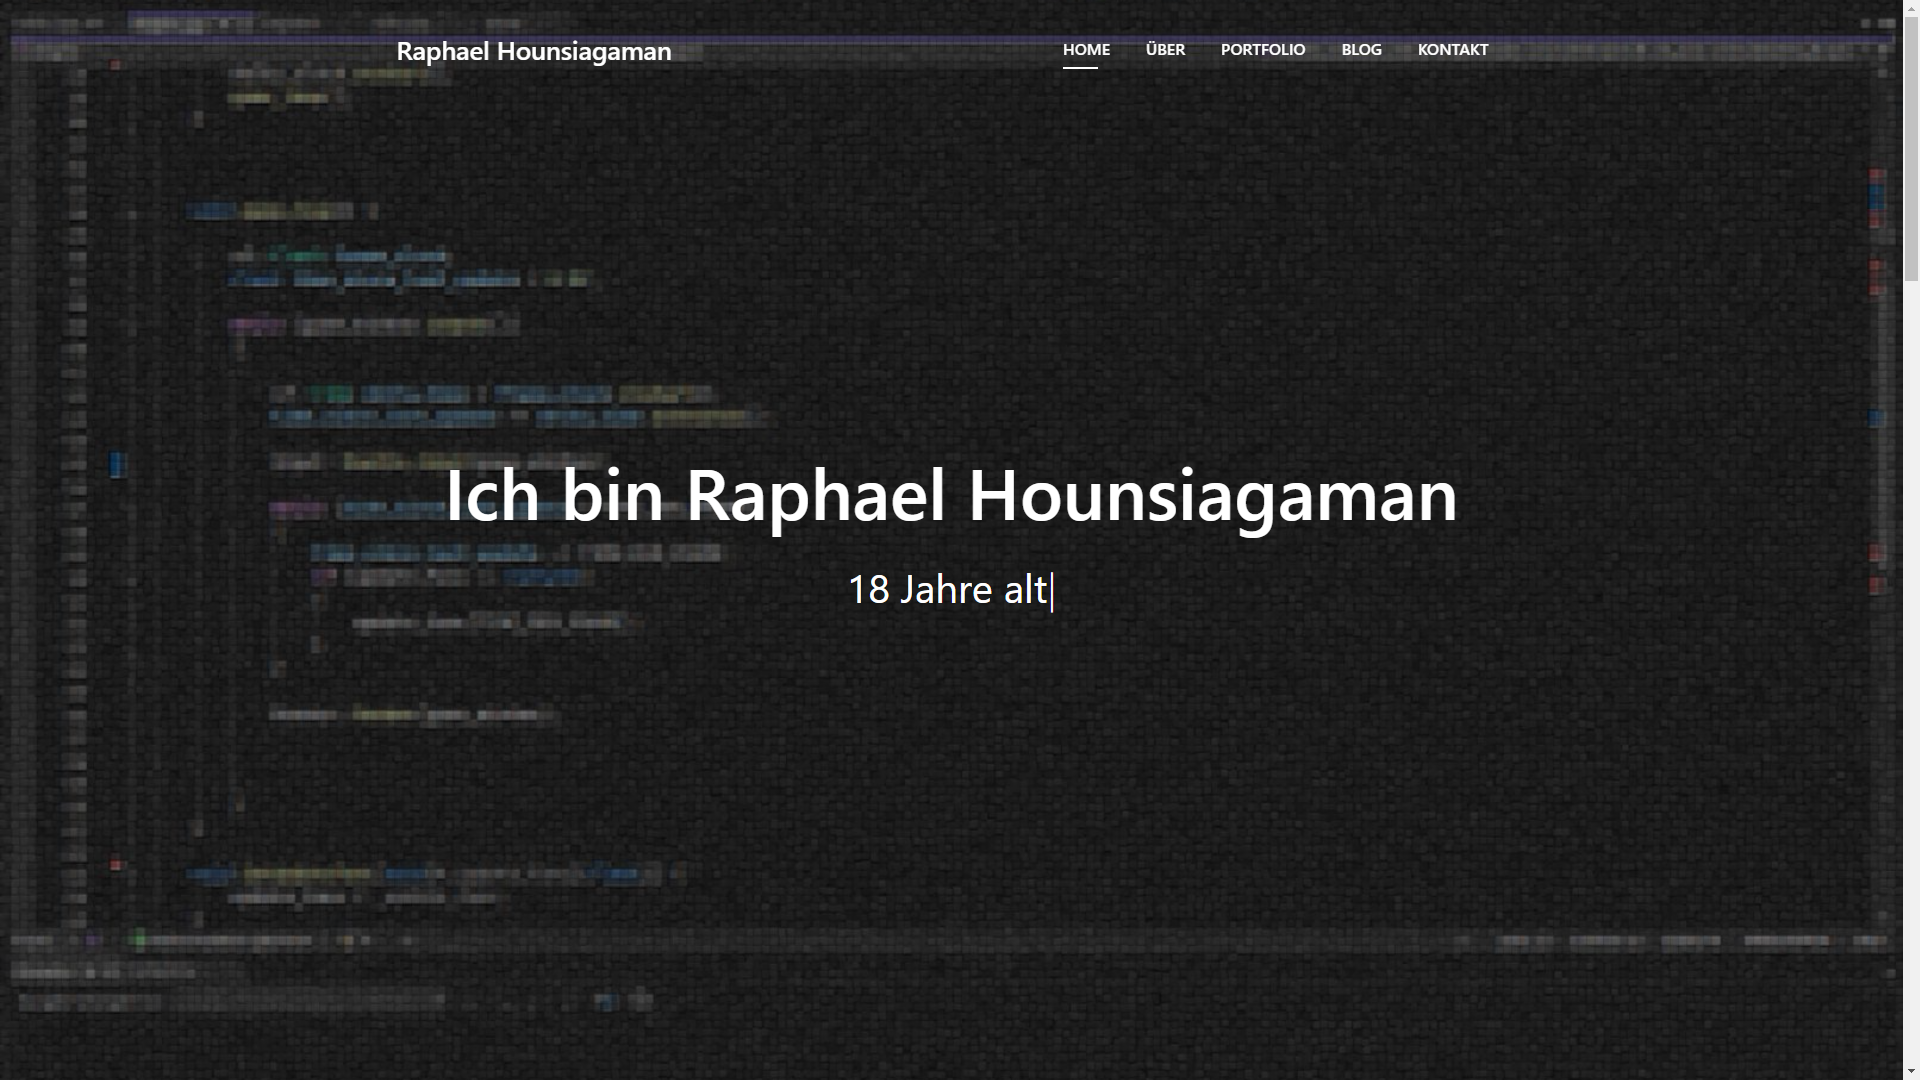 Raphael Hounsiagaman
HOME ÜBER PORTFOLIO BLOG KONTAKT
Ich bin Raphael Hounsiagaman
18 Jahre alt